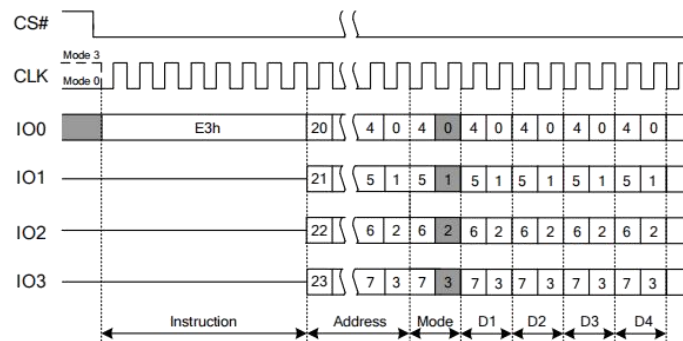 CS#
Mode 3
CLK
Mode 0
IO0 E3h 20 4 0 4 0 4 0 4 0 4 0 4 0
IO1 21 5 1 5 1 5 1 5 1 5 1 5 1
IO2 22 6 2 6 2 6 2 6 2 6 2 6 2
IO3 23 7 3 7 3 7 3 7 3 7 3 7 3
Instruction Address Mode D1 D2 D3 D4